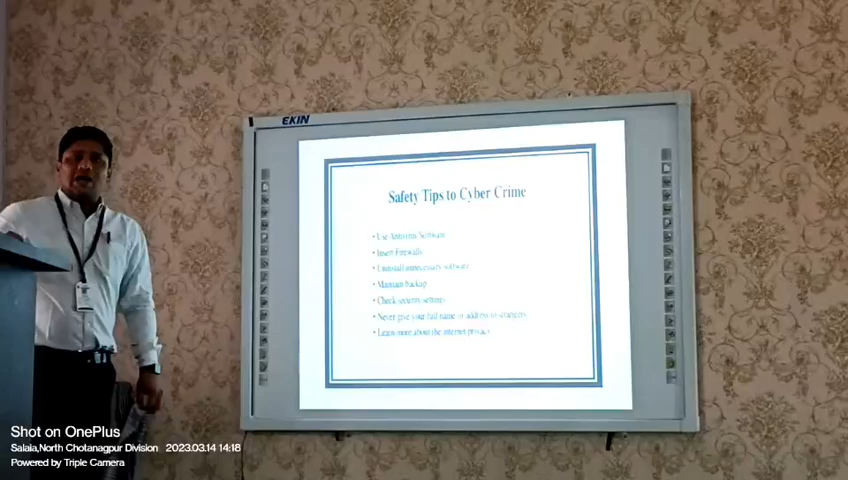 EKIN
Safety Tips to Cyber Crime
• Use Antivirus Software
• Insert Firewalls
• Uninstall unnecessary software
• Maintain backup
• Check security settings
• Never give your full name or address to strangers
• Learn more about the internet privacy
Shot on OnePlus
Salaia,North Chotanagpur Division 2023.03.14 14:18
Powered by Triple Camera